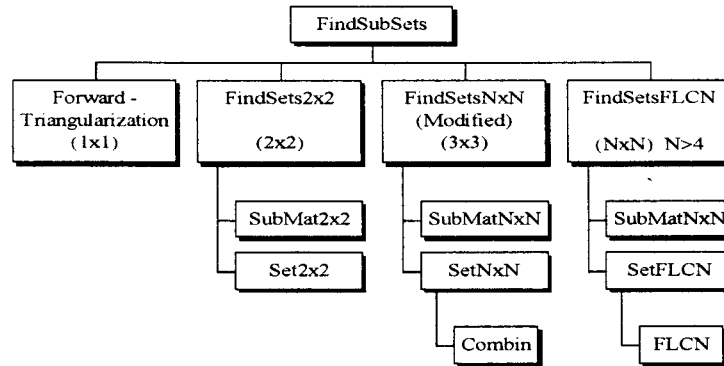 FindSubSets
Forward -
Triangularization
(1x1)
FindSets2x2
(2x2)
FindSetsNxN
(Modified)
(3x3)
FindSetsFLCN
(NxN) N>4
SubMat2x2
Set2x2
SubMatNxN
SetNxN
Combin
SubMatNxN
SetFLCN
FLCN